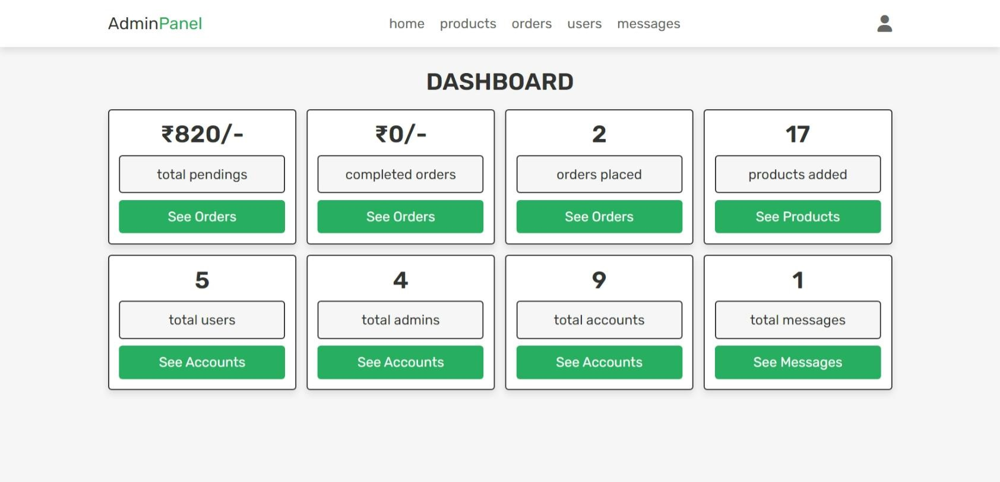 AdminPanel
home products orders users messages
DASHBOARD
₹820/-
total pendings
See Orders
₹0/-
completed orders
See Orders
2
orders placed
See Orders
17
products added
See Products
5
total users
See Accounts
4
total admins
See Accounts
9
total accounts
See Accounts
1
total messages
See Messages